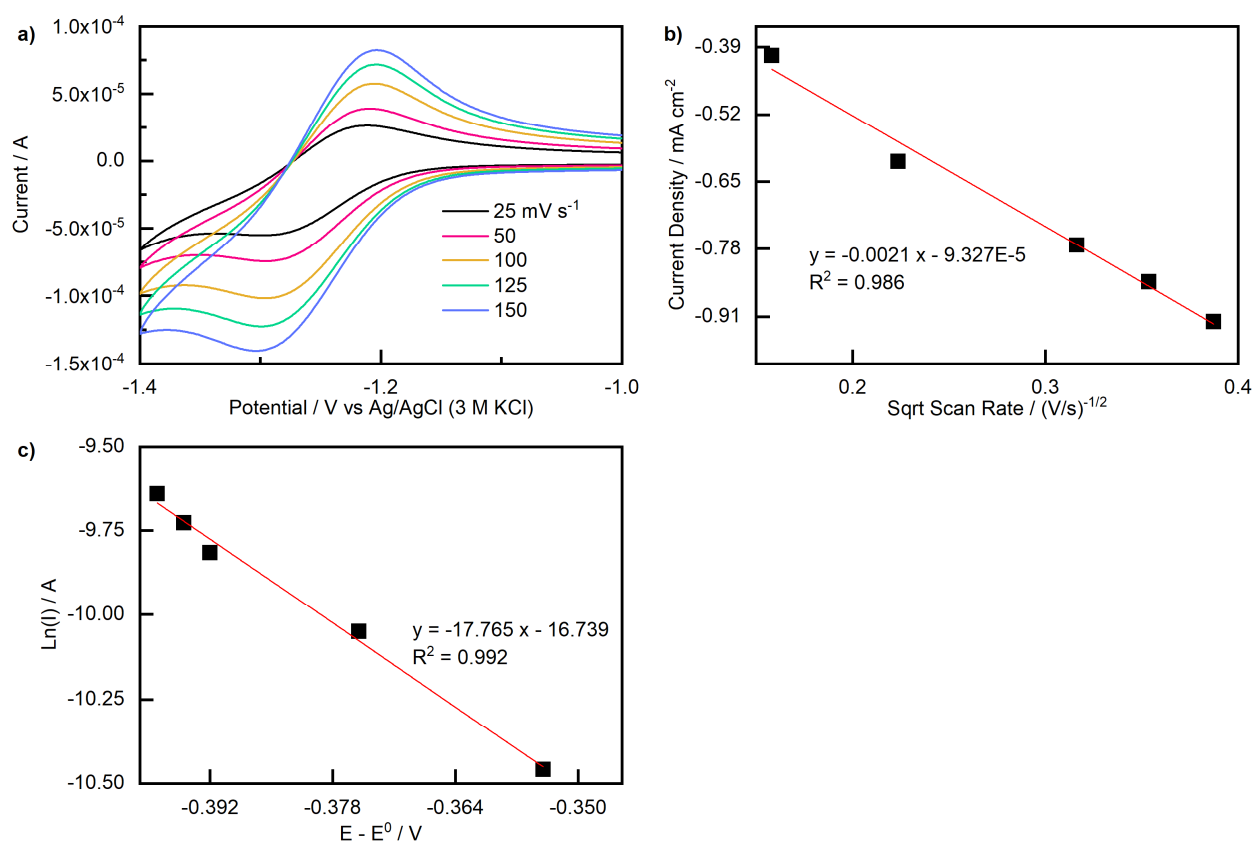 a)
1.0x10⁻⁴
5.0x10⁻⁵
0.0
-5.0x10⁻⁵
-1.0x10⁻⁴
-1.5x10⁻⁴
Current / A
25 mV s⁻¹
50
100
125
150
-1.4
-1.2
-1.0
Potential / V vs Ag/AgCl (3 M KCl)
b)
-0.39
-0.52
-0.65
-0.78
-0.91
Current Density / mA cm⁻²
y = -0.0021 x - 9.327E-5
R² = 0.986
0.2
0.3
0.4
Sqrt Scan Rate / (V/s)⁻¹/²
c)
-9.50
-9.75
-10.00
-10.25
-10.50
Ln(I) / A
y = -17.765 x - 16.739
R² = 0.992
-0.392
-0.378
-0.364
-0.350
E - E⁰ / V